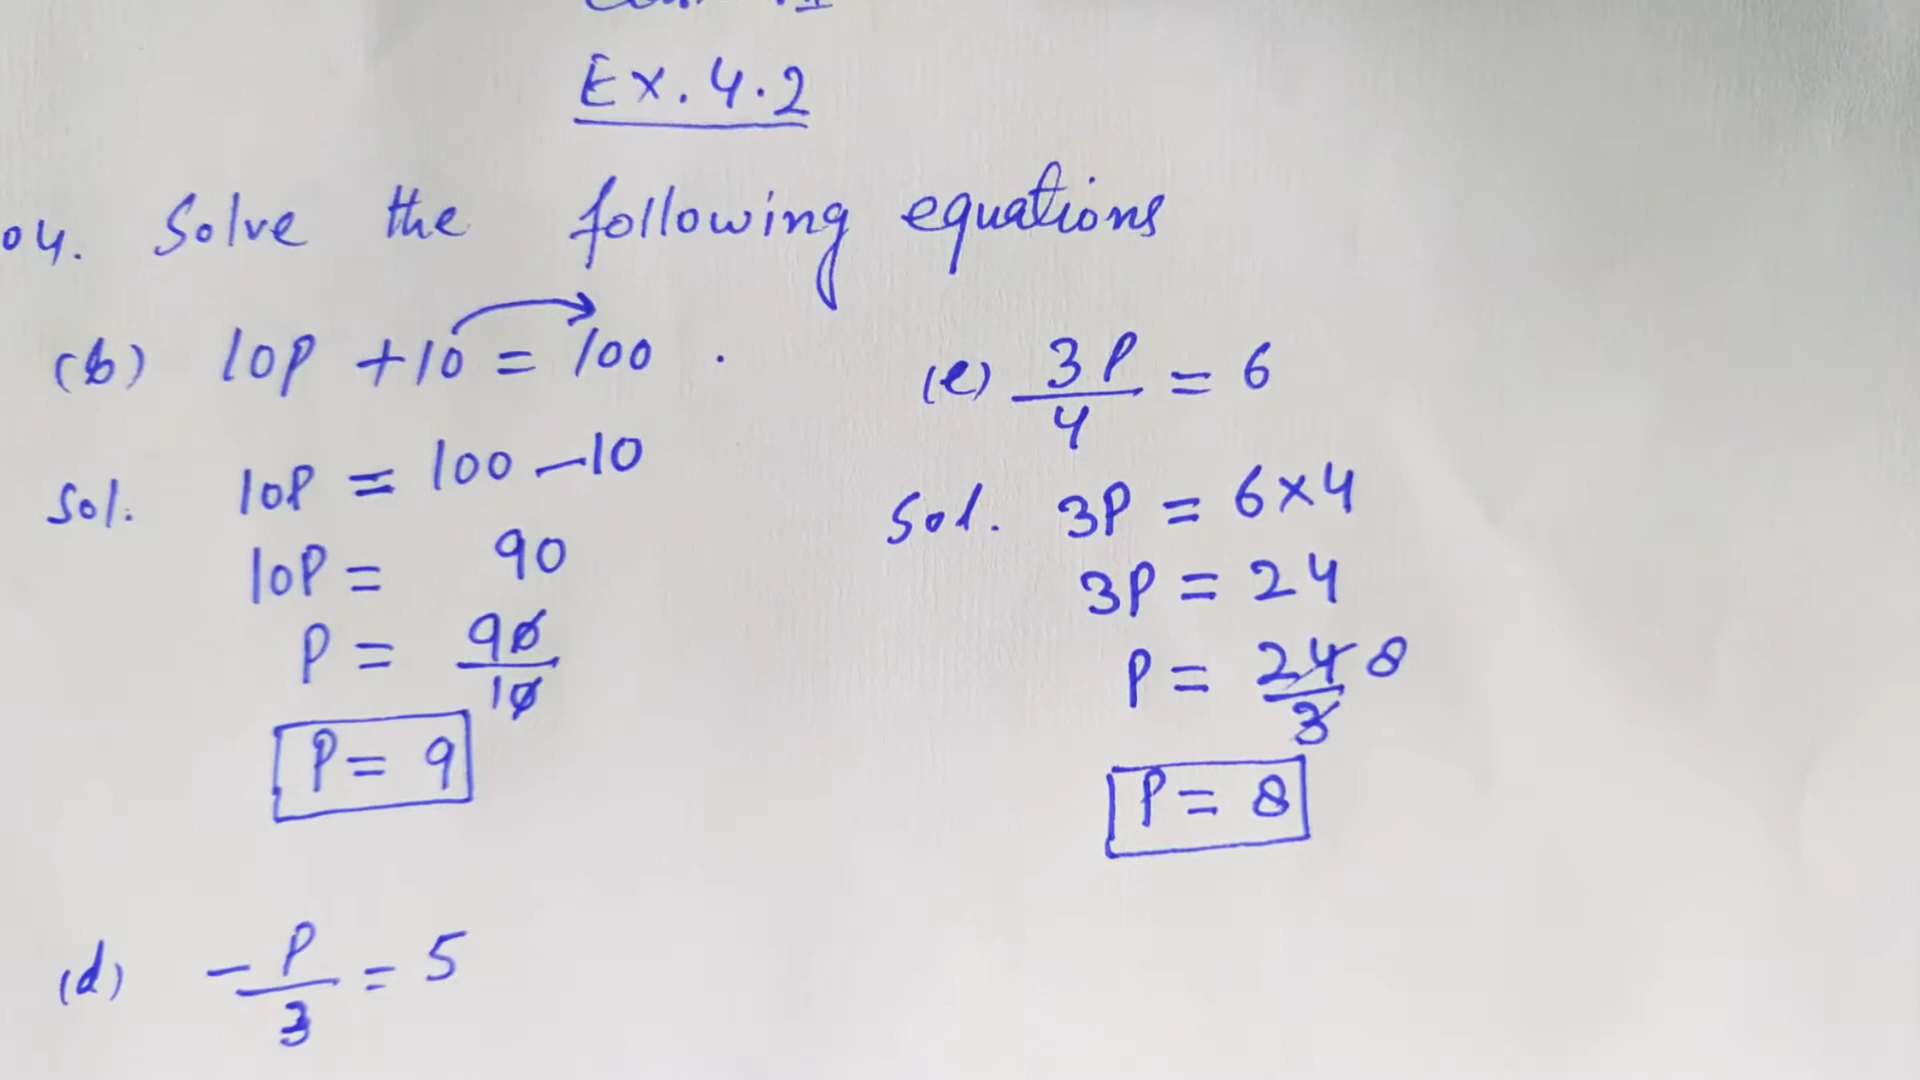 Ex. 4.2
04. Solve the following equations
(b) 10P + 10 = 100 .
Sol. 10P = 100 - 10
10P = 90
P = 90/10
P = 9
(e) 3P/4 = 6
Sol. 3P = 6 × 4
3P = 24
P = 24/3 8
P = 8
(d) - P/3 = 5